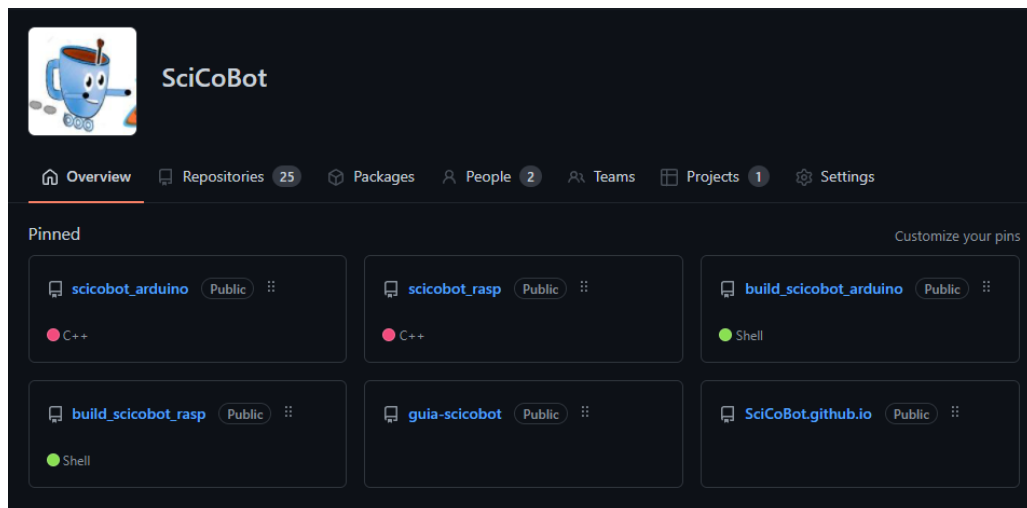 SciCoBot
Overview Repositories 25 Packages People 2 Teams Projects 1 Settings
Pinned Customize your pins
scicobot_arduino Public
C++
scicobot_rasp Public
C++
build_scicobot_arduino Public
Shell
build_scicobot_rasp Public
Shell
guia-scicobot Public
SciCoBot.github.io Public